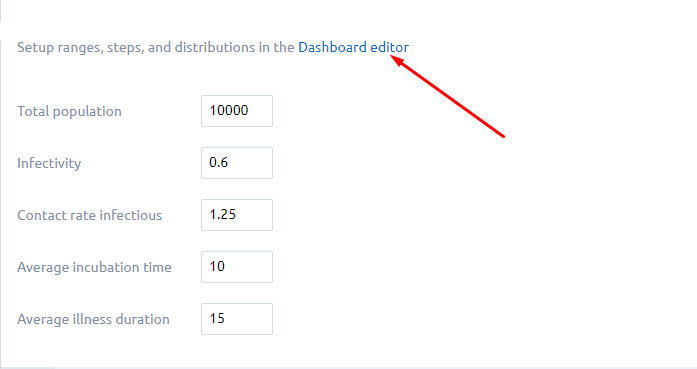 Setup ranges, steps, and distributions in the Dashboard editor
Total population 10000
Infectivity 0.6
Contact rate infectious 1.25
Average incubation time 10
Average illness duration 15